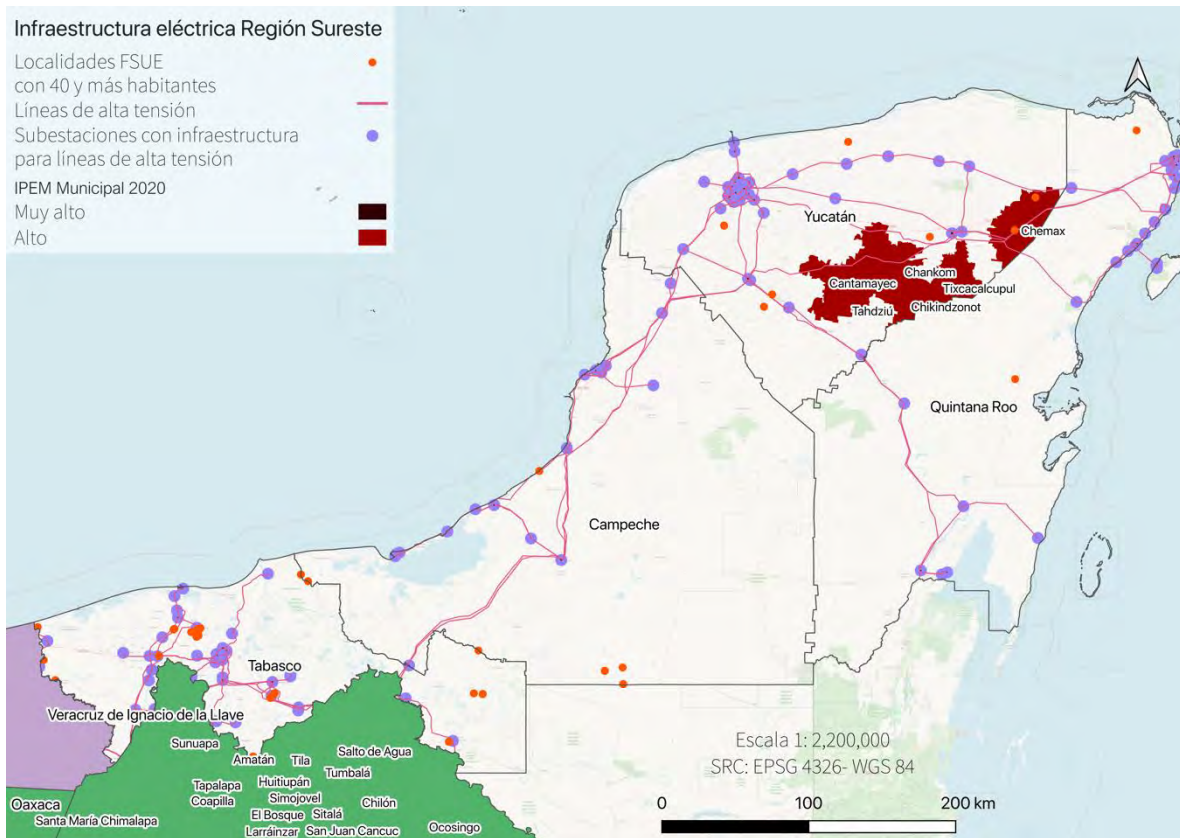 Infraestructura eléctrica Región Sureste
Localidades FSUE
con 40 y más habitantes
Líneas de alta tensión
Subestaciones con infraestructura
para líneas de alta tensión
IPEM Municipal 2020
Muy alto
Alto
Yucatán
Chemax
Chankom
Cantamayec
Tixcacalcupul
Tahdziú
Chikindzonot
Quintana Roo
Campeche
Tabasco
Veracruz de Ignacio de la Llave
Sunuapa
Amatán
Tila
Salto de Agua
Tumbalá
Tapalapa
Huitiupán
Coapilla
Simojovel
Chilón
Oaxaca
El Bosque
Sitalá
Santa María Chimalapa
Larráinzar
San Juan Cancuc
Ocosingo
Escala 1: 2,200,000
SRC: EPSG 4326- WGS 84
0 100 200 km